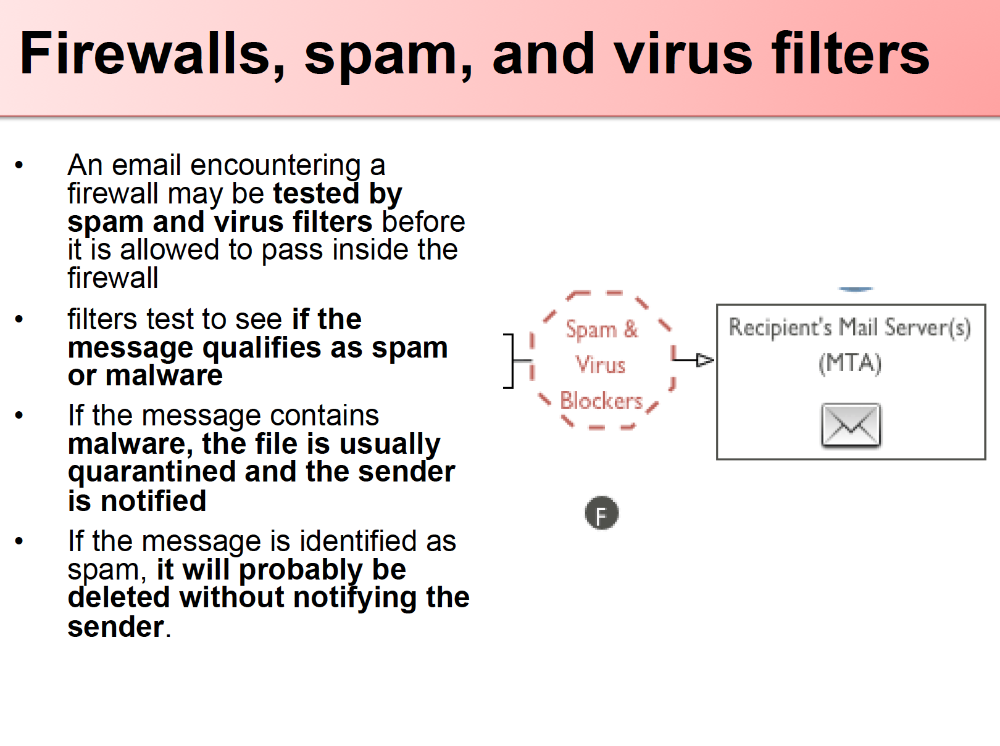 Firewalls, spam, and virus filters
• An email encountering a
firewall may be tested by
spam and virus filters before
it is allowed to pass inside the
firewall
• filters test to see if the
message qualifies as spam
or malware
• If the message contains
malware, the file is usually
quarantined and the sender
is notified
• If the message is identified as
spam, it will probably be
deleted without notifying the
sender.
Spam &
Virus
Blockers
Recipient's Mail Server(s)
(MTA)
F